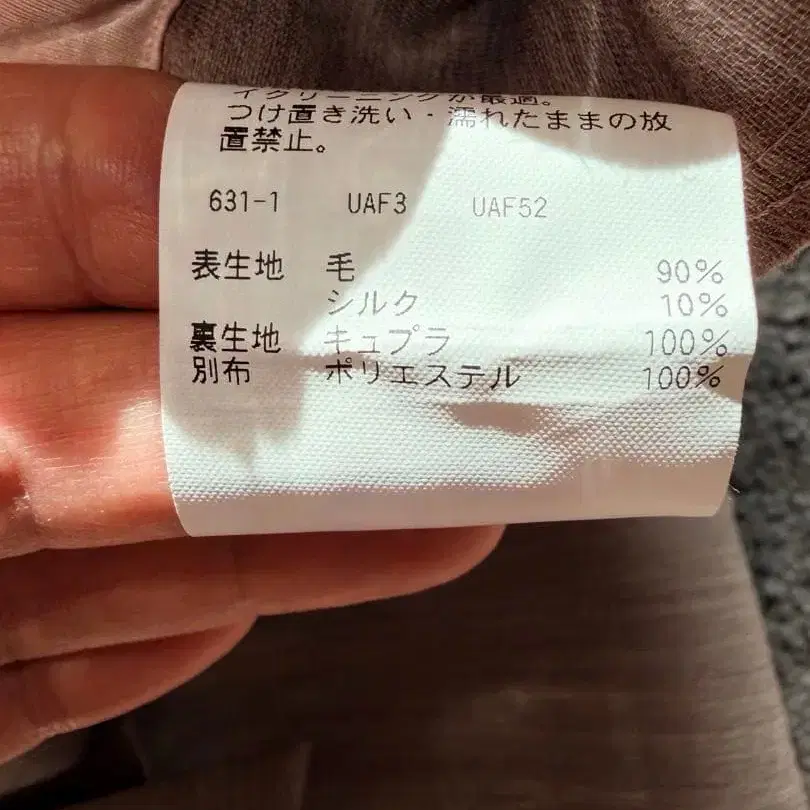 イクリーニングが最適。
つけ置き洗い・濡れたままの放
置禁止。
631-1 UAF3 UAF52
表生地 毛 90%
シルク 10%
裏生地 キュプラ 100%
別布 ポリエステル 100%